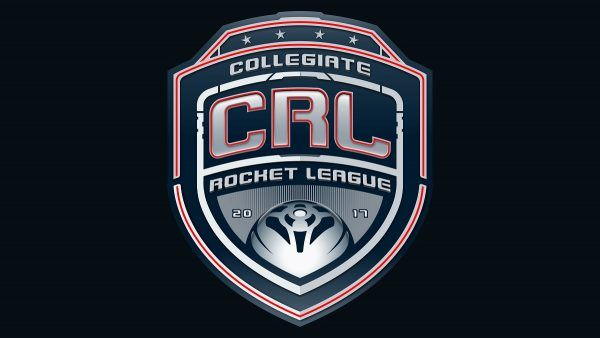 COLLEGIATE
CRL
ROCKET LEAGUE
20 17